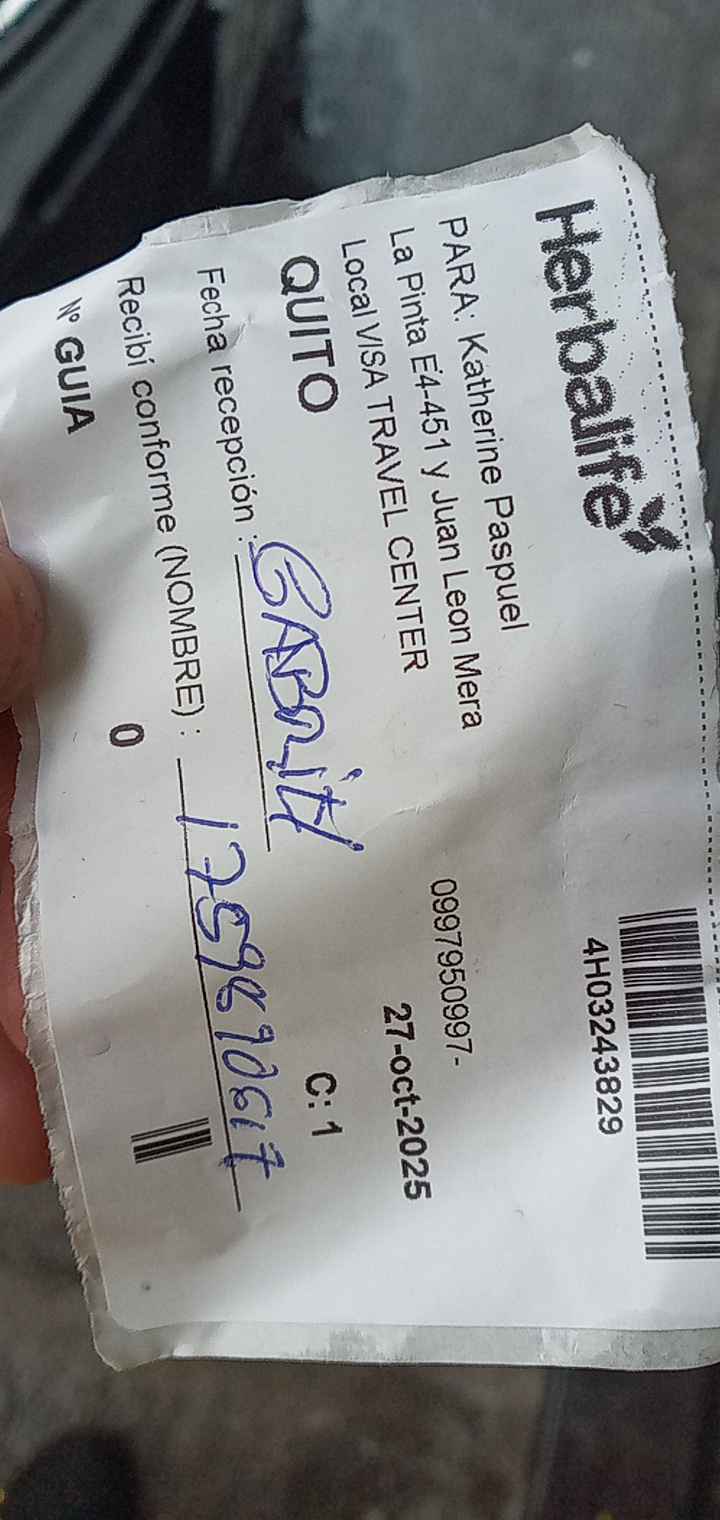 Herbalife
4H03243829
PARA: Katherine Paspuel
0997950997-
La Pinta E4-451 y Juan Leon Mera
27-oct-2025
Local VISA TRAVEL CENTER
QUITO
C: 1
Fecha recepción :
Recibí conforme (NOMBRE) :
Nº GUIA
0